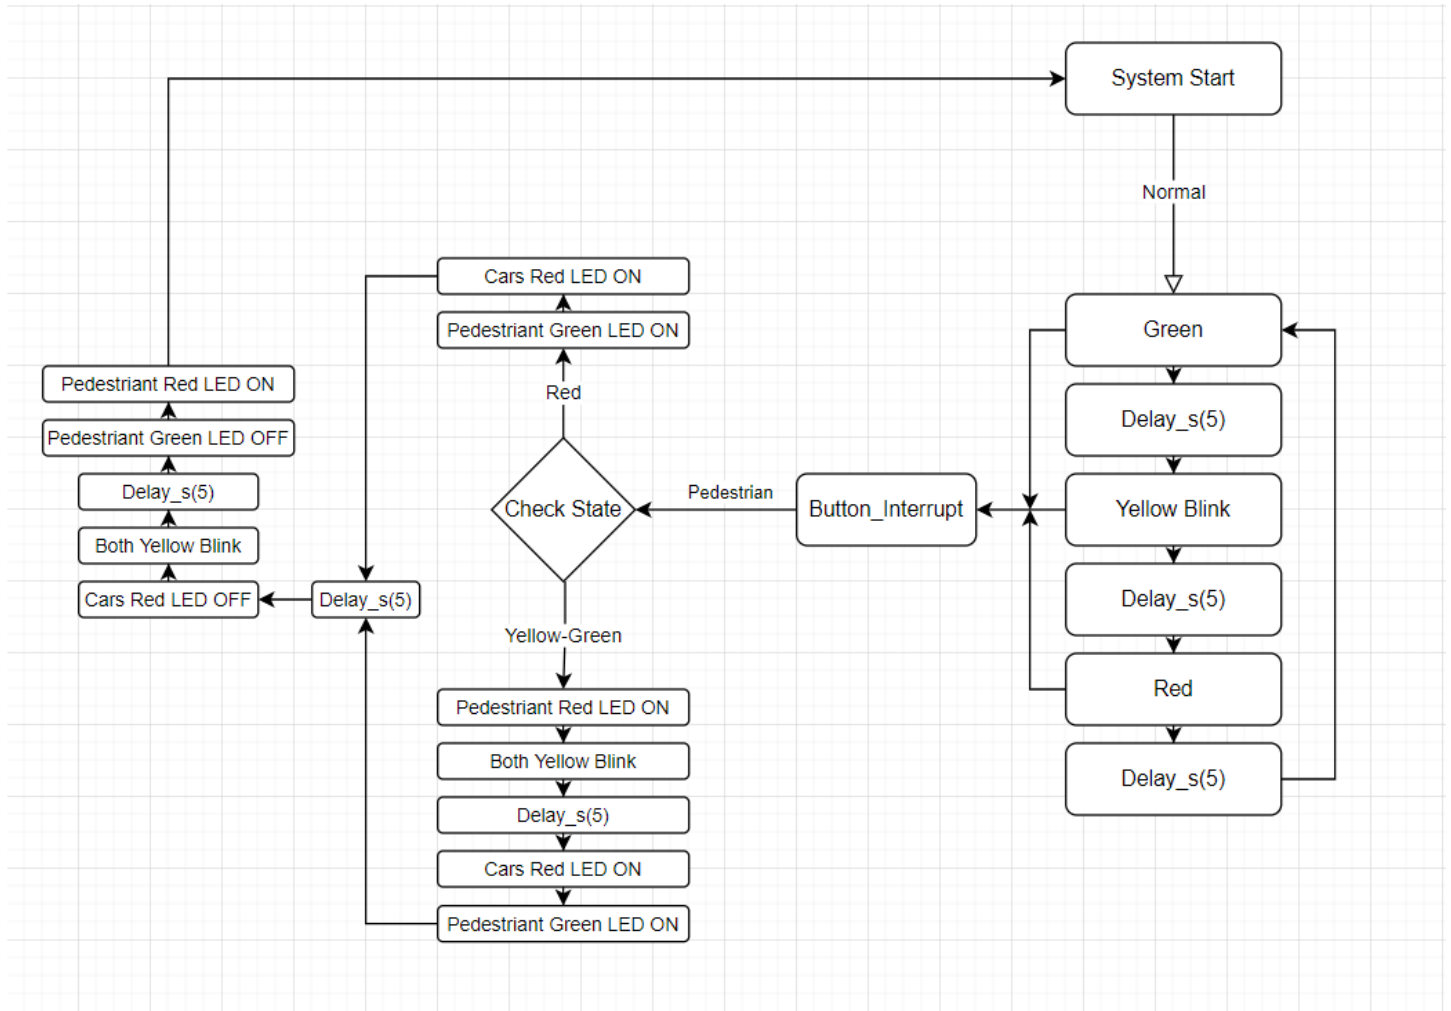 System Start
Normal
Green
Delay_s(5)
Yellow Blink
Delay_s(5)
Red
Delay_s(5)
Button_Interrupt
Pedestrian
Check State
Red
Pedestriant Green LED ON
Cars Red LED ON
Yellow-Green
Pedestriant Red LED ON
Both Yellow Blink
Delay_s(5)
Cars Red LED ON
Pedestriant Green LED ON
Delay_s(5)
Cars Red LED OFF
Both Yellow Blink
Delay_s(5)
Pedestriant Green LED OFF
Pedestriant Red LED ON